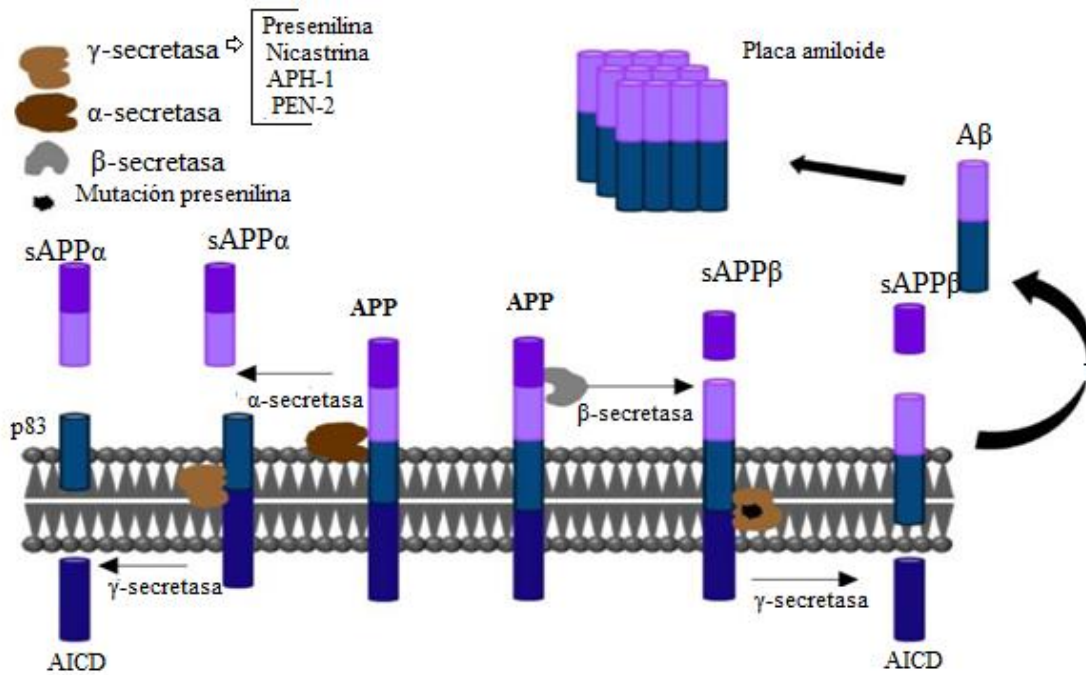 γ-secretasa
Presenilina
Nicastrina
APH-1
PEN-2
α-secretasa
β-secretasa
Mutación presenilina
Placa amiloide
Aβ
sAPPα
sAPPα
APP
APP
sAPPβ
sAPPβ
α-secretasa
β-secretasa
p83
γ-secretasa
γ-secretasa
AICD
AICD